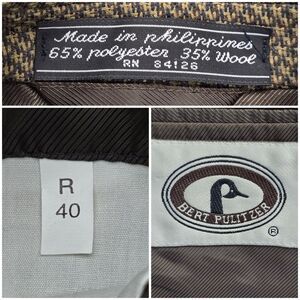 Made in philippines
65% polyester 35% wool
RN 84126
R
40
BERT PULITZER
®